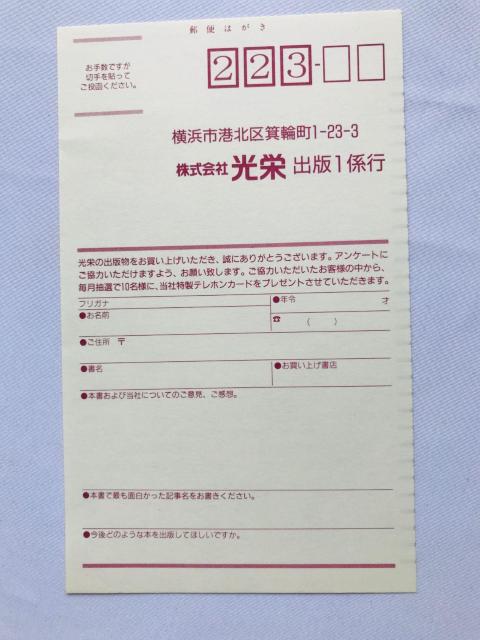 郵便はがき
お手数ですが
切手を貼って
ご投函ください。
223-
横浜市港北区箕輪町1-23-3
株式会社 光栄 出版1係行
光栄の出版物をお買い上げいただき、誠にありがとうございます。アンケートに
ご協力いただけますよう、お願い致します。ご協力いただいたお客様の中から、
毎月抽選で10名様に、当社特製テレホンカードをプレゼントさせていただきます。
フリガナ
●お名前
●年令 才
☎ ( )
●ご住所 〒
●書名
●お買い上げ書店
●本書および当社についてのご意見、ご感想。
●本書で最も面白かった記事名をお書きください。
●今後どのような本を出版してほしいですか。